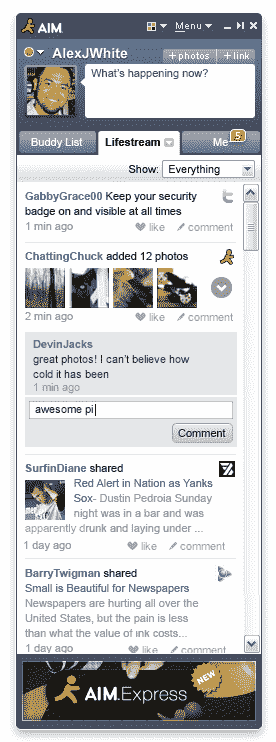 AIM.
Menu
AlexJWhite
+photos +link
What's happening now?
Buddy List Lifestream Me 5
Show: Everything
GabbyGrace00 Keep your security
badge on and visible at all times
1 min ago like comment
ChattingChuck added 12 photos
2 min ago like comment
DevinJacks
great photos! I can't believe how
cold it has been
1 min ago
awesome pi
Comment
SurfinDiane shared
Red Alert in Nation as Yanks
Sox- Dustin Pedroia Sunday
night was in a bar and was
apparently drunk and laying under ...
1 day ago like comment
BarryTwigman shared
Small is Beautiful for Newspapers
Newspapers are hurting all over the
United States, but the pain is less
than what the value of ink costs...
1 day ago like comment
NEW
AIM.Express